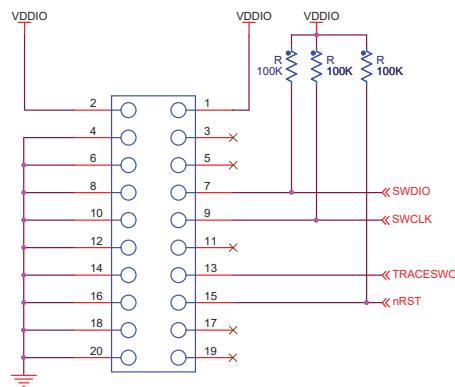 VDDIO VDDIO VDDIO
R R R
100K 100K 100K
2 1
4 3
6 5
8 7 SWDIO
10 9 SWCLK
12 11
14 13 TRACESWO
16 15 nRST
18 17
20 19